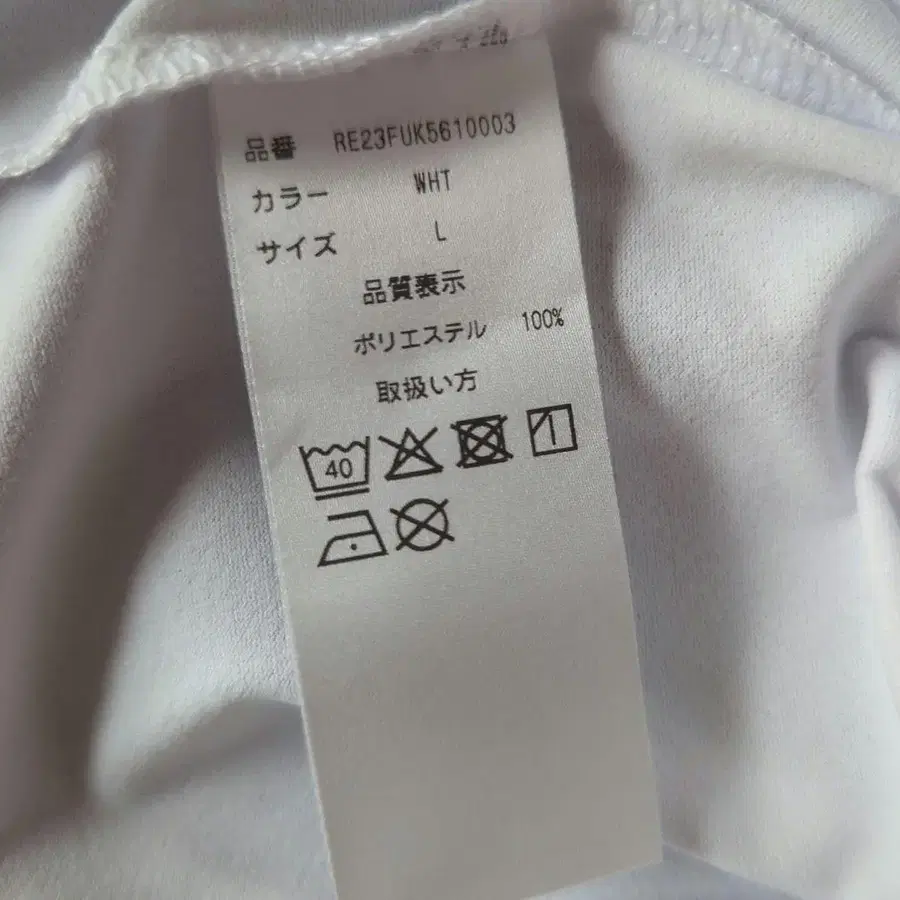 品番 RE23FUK5610003
カラー WHT
サイズ L
品質表示
ポリエステル 100%
取扱い方
40